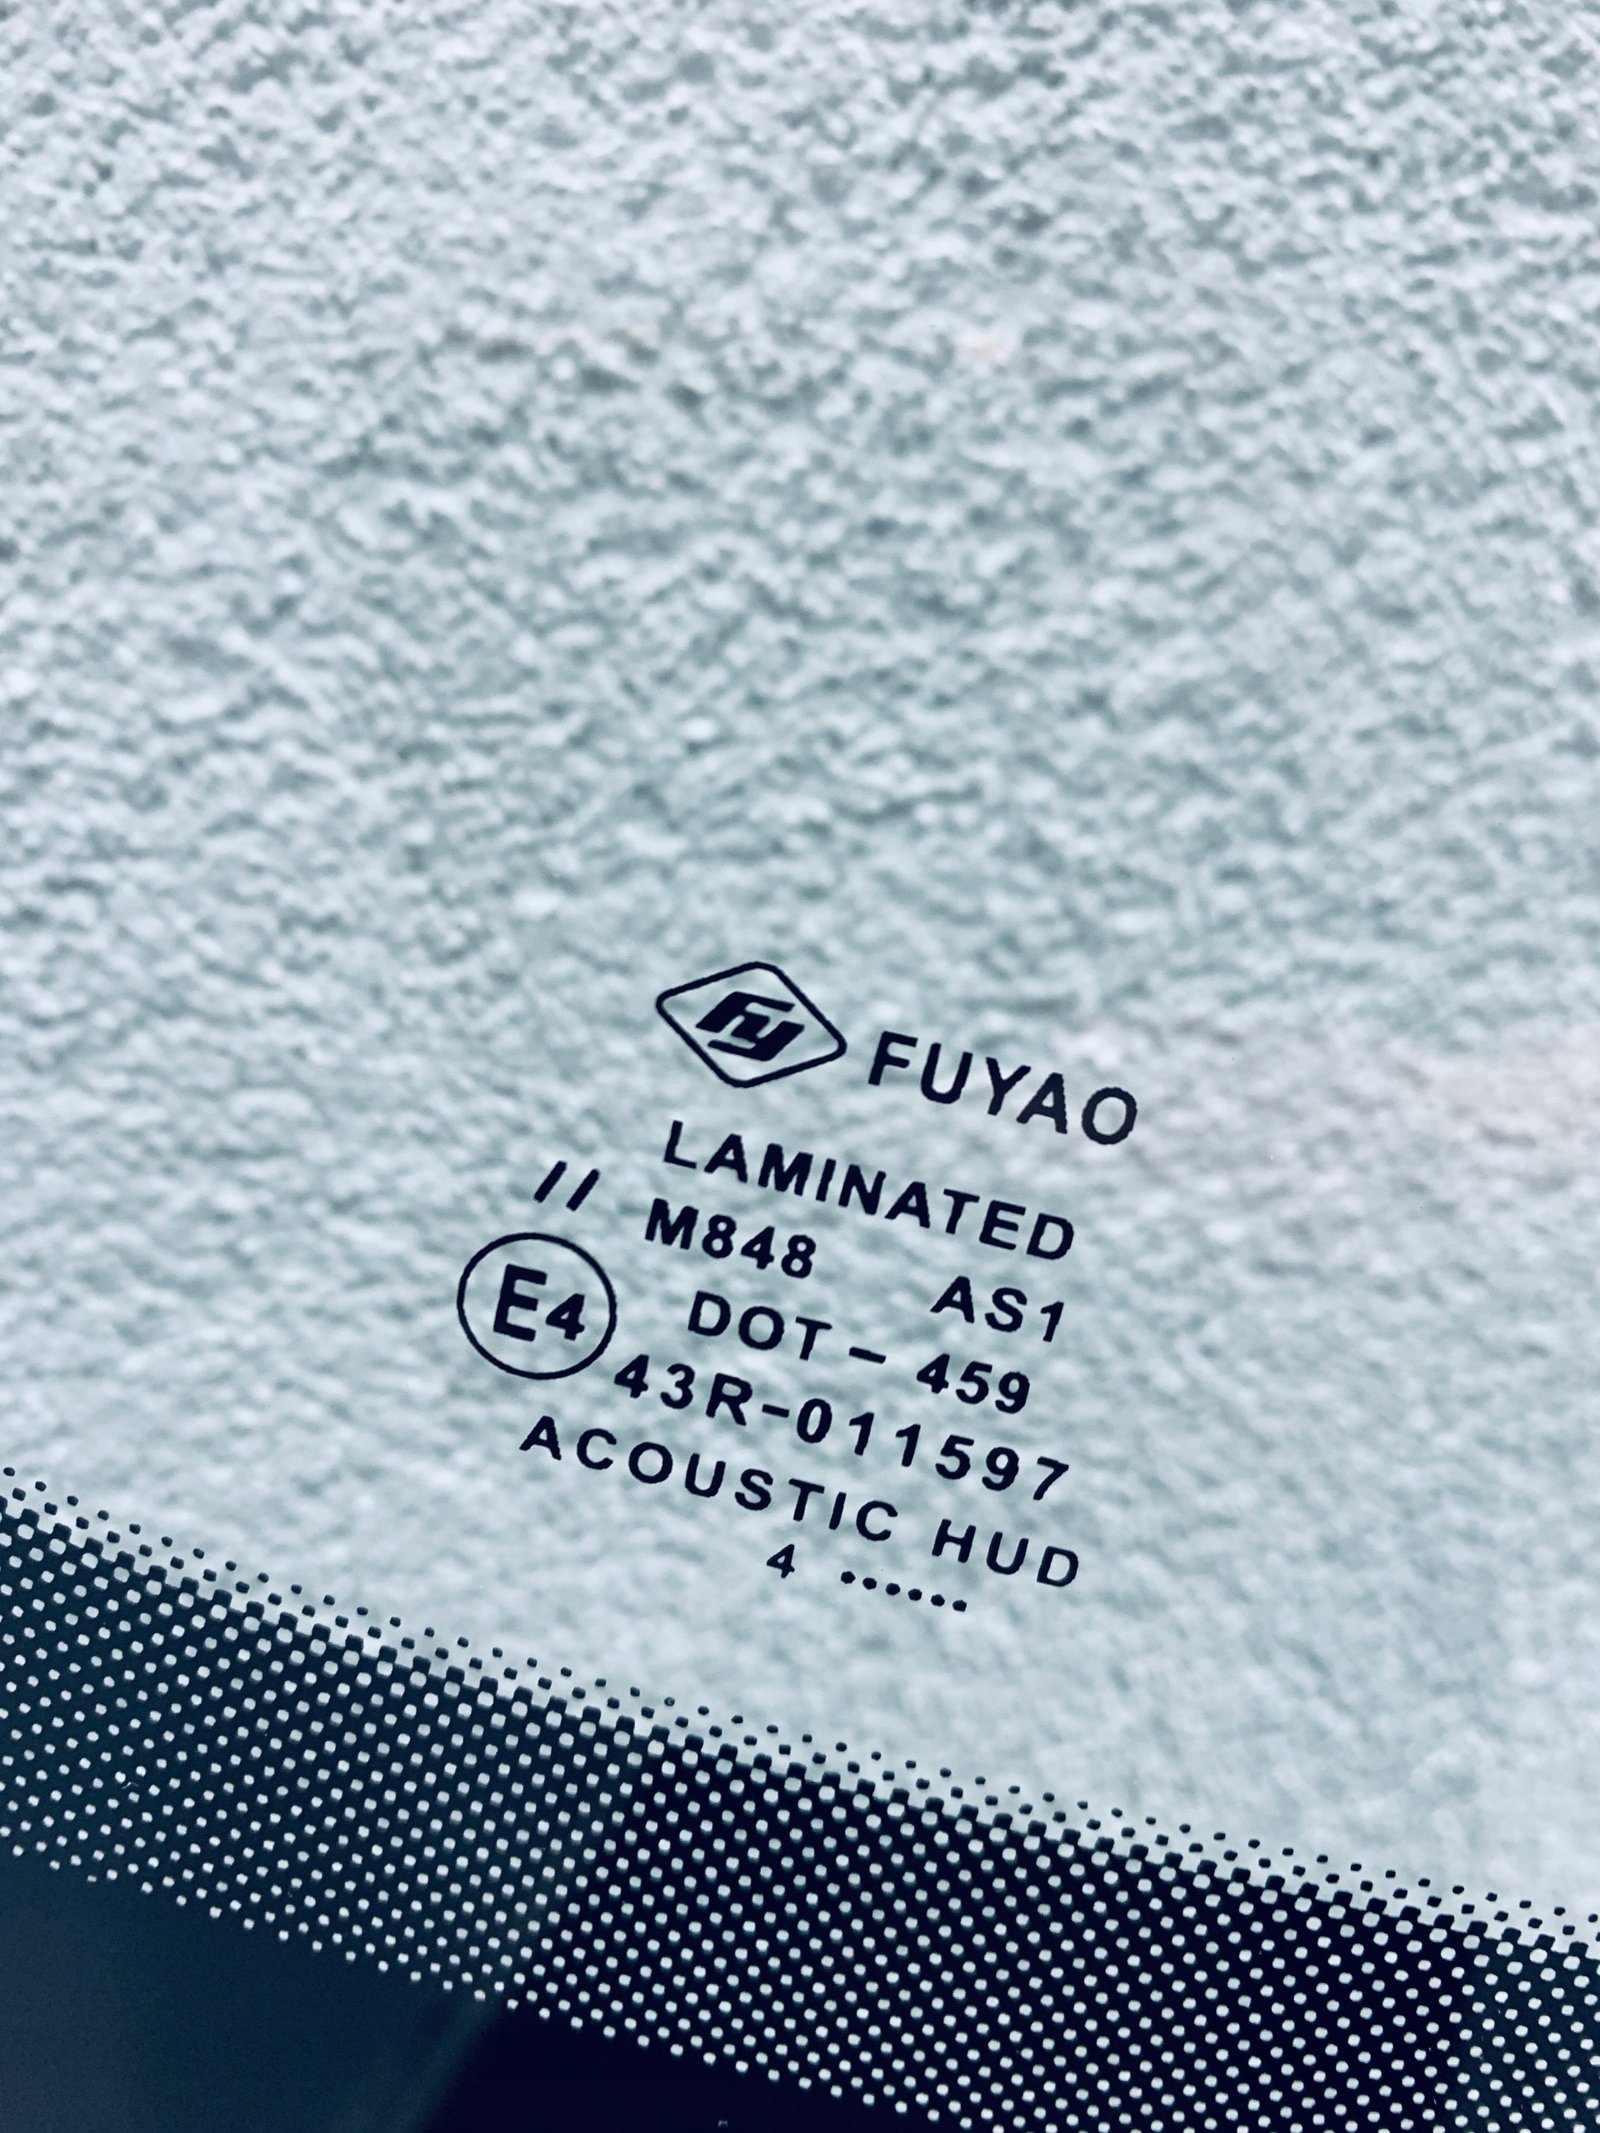 fy FUYAO
LAMINATED
// M848 AS1
E4 DOT – 459
43R-011597
ACOUSTIC HUD
4 ••••••